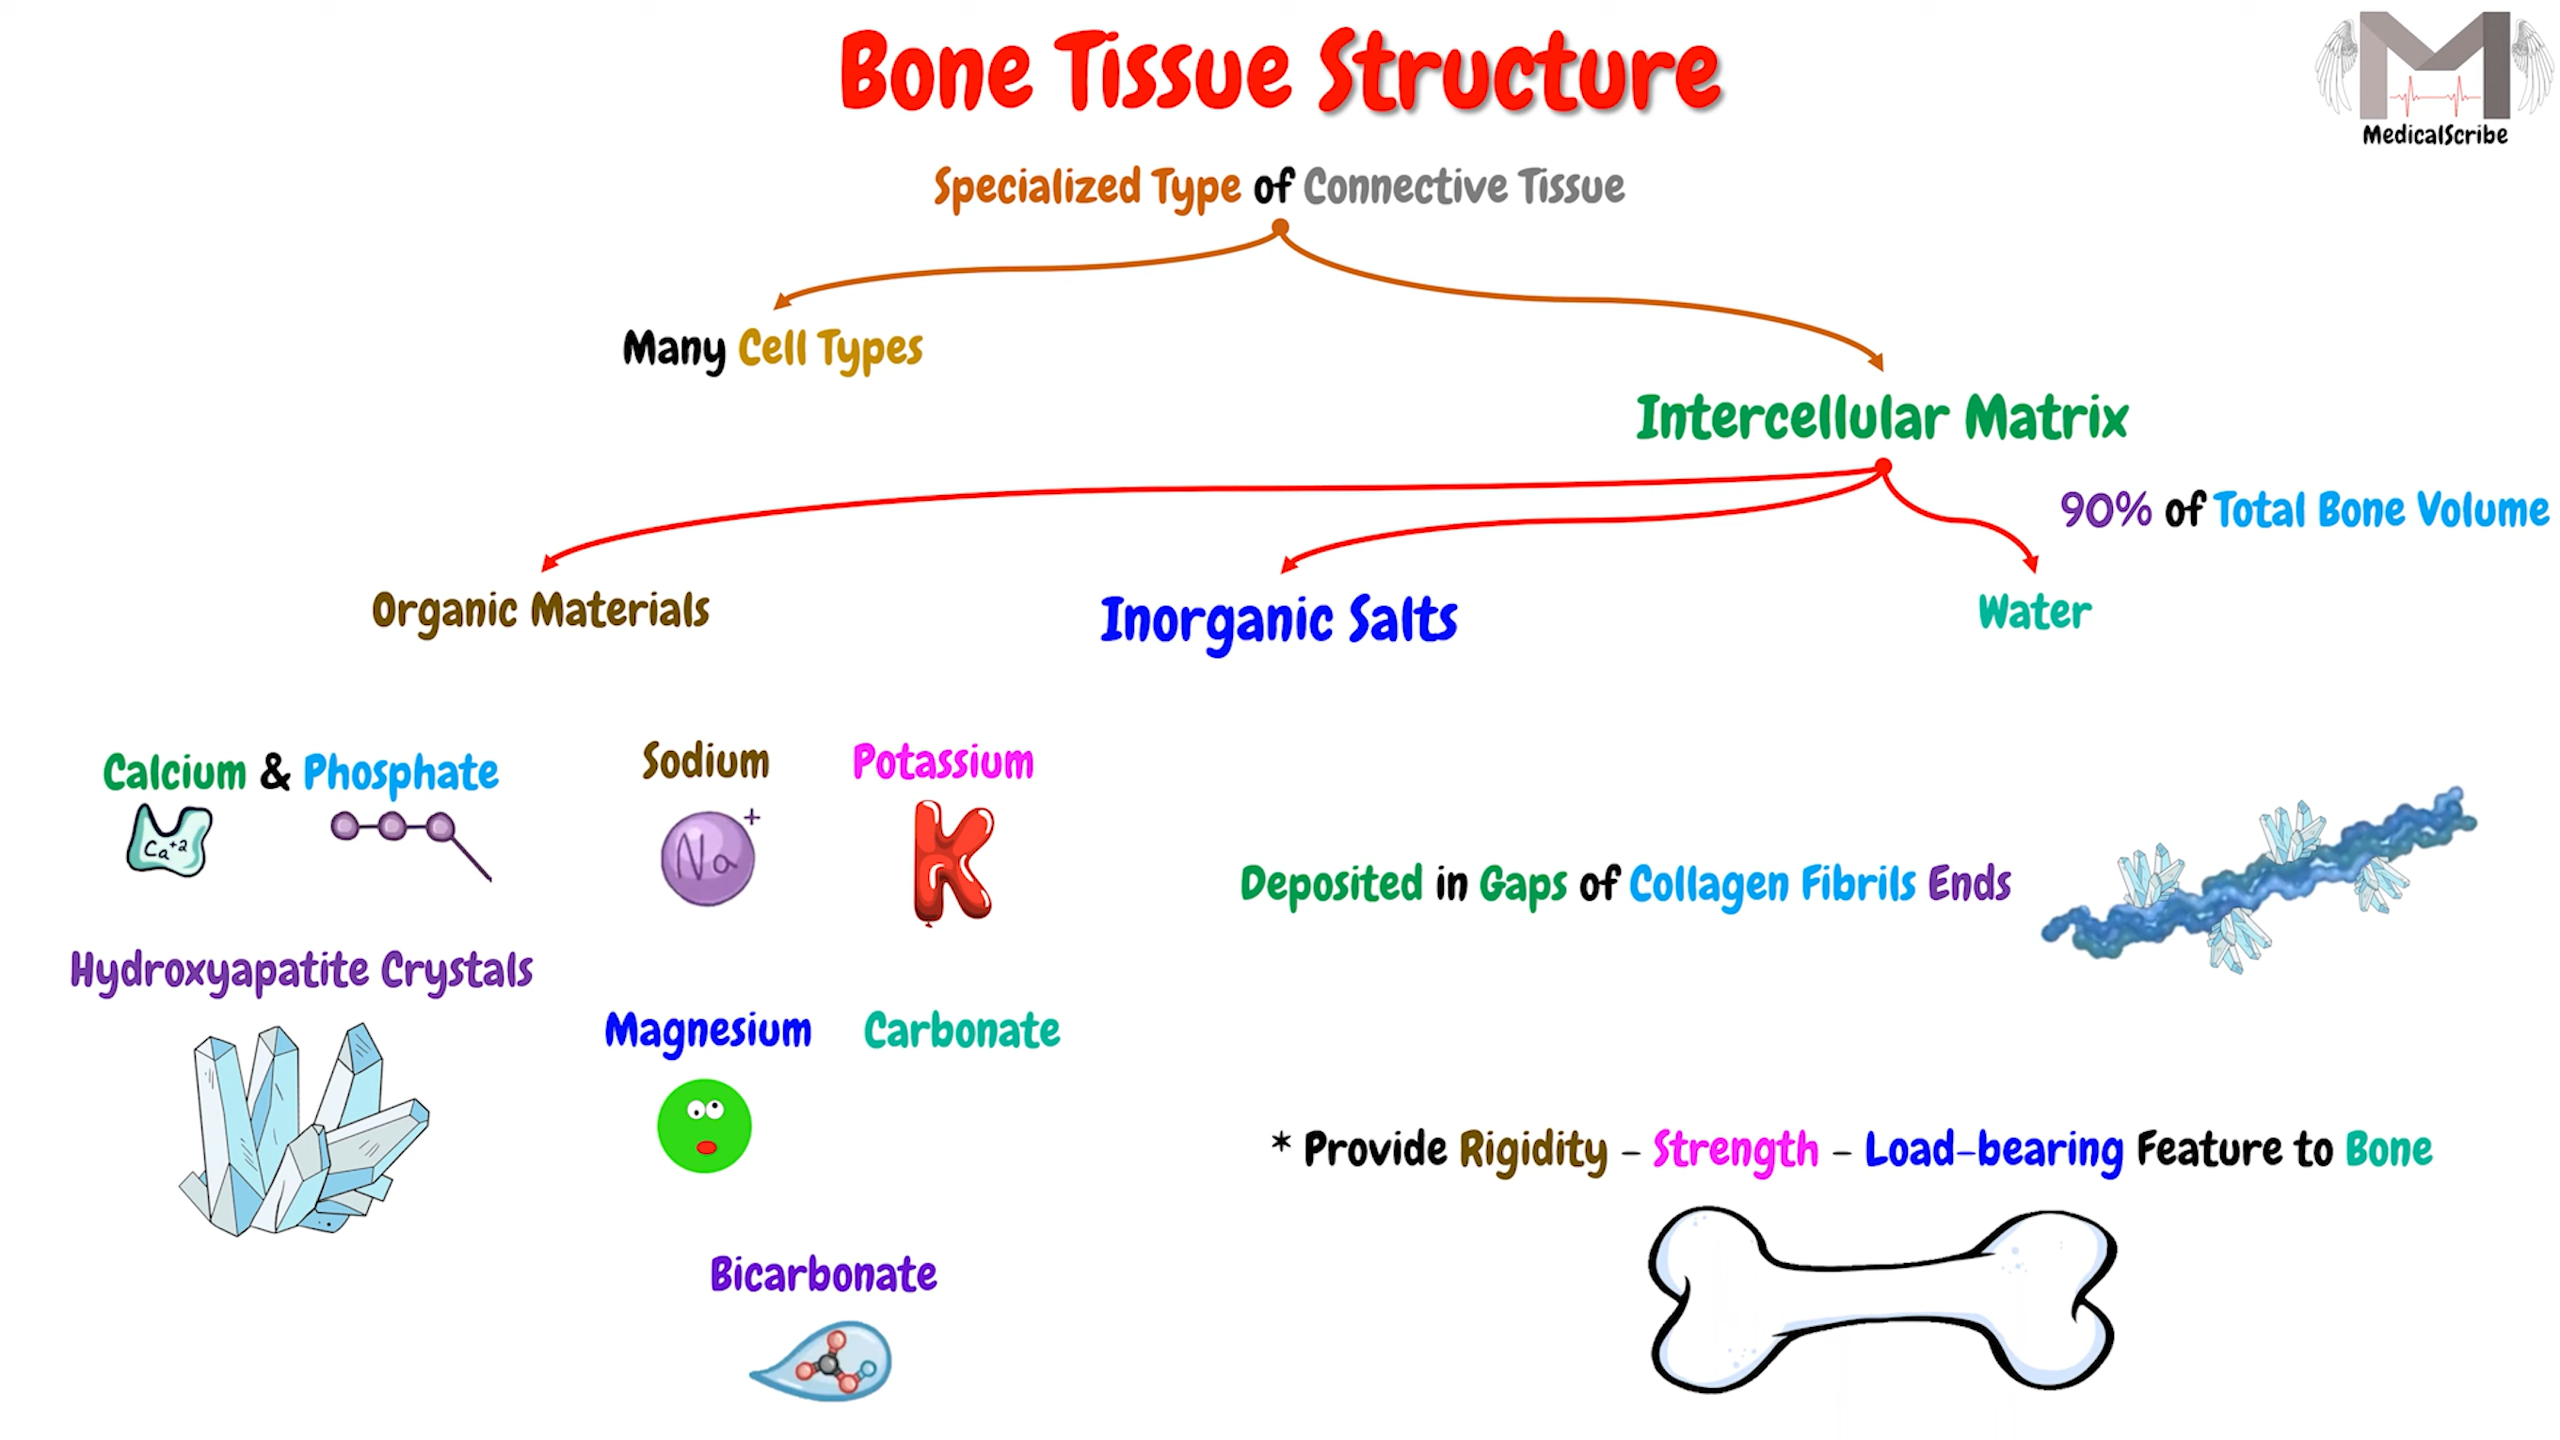 Bone Tissue Structure
MedicalScribe
Specialized Type of Connective Tissue
Many Cell Types
Intercellular Matrix
90% of Total Bone Volume
Organic Materials
Inorganic Salts
Water
Calcium & Phosphate
Ca+2
Sodium
Na+
Potassium
K
Deposited in Gaps of Collagen Fibrils Ends
Hydroxyapatite Crystals
Magnesium
Carbonate
* Provide Rigidity - Strength - Load-bearing Feature to Bone
Bicarbonate